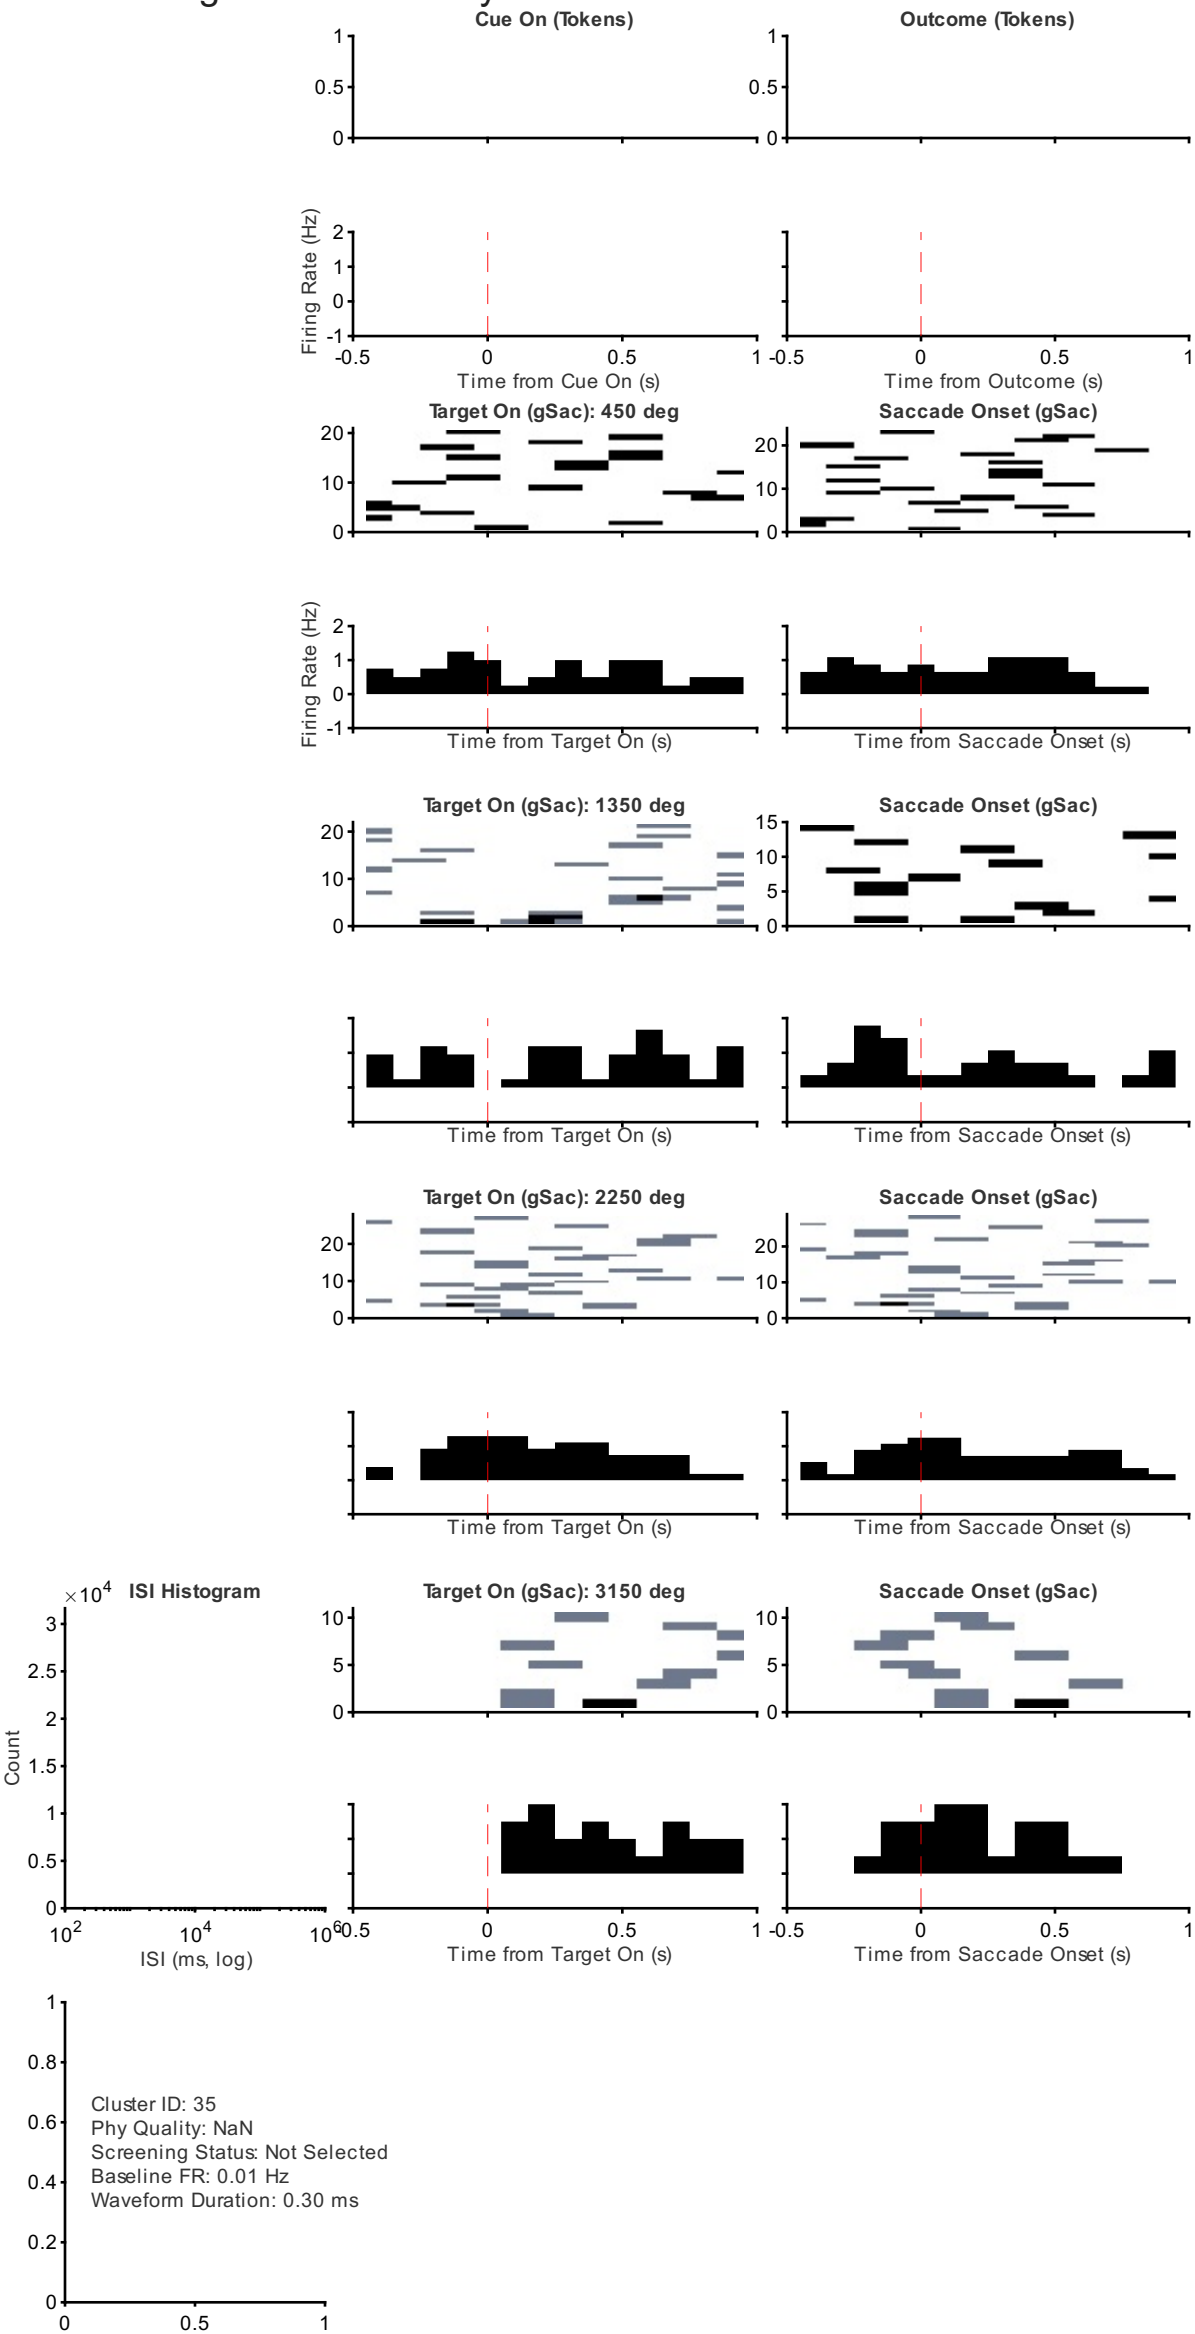 Cue On (Tokens)
Outcome (Tokens)
1
0.5
0
1
0.5
0
Firing Rate (Hz)
2
1
0
-1
-0.5
0
0.5
1
-0.5
0
0.5
1
Time from Cue On (s)
Time from Outcome (s)
Target On (gSac): 450 deg
Saccade Onset (gSac)
20
10
0
20
10
0
Firing Rate (Hz)
2
1
0
-1
Time from Target On (s)
Time from Saccade Onset (s)
Target On (gSac): 1350 deg
Saccade Onset (gSac)
20
10
0
15
10
5
0
Time from Target On (s)
Time from Saccade Onset (s)
Target On (gSac): 2250 deg
Saccade Onset (gSac)
20
10
0
20
10
0
Time from Target On (s)
Time from Saccade Onset (s)
×10⁴
ISI Histogram
Target On (gSac): 3150 deg
Saccade Onset (gSac)
Count
3
2.5
2
1.5
1
0.5
0
10²
10⁴
10⁶
ISI (ms, log)
10
5
0
10
5
0
-0.5
0
0.5
1
-0.5
0
0.5
1
Time from Target On (s)
Time from Saccade Onset (s)
1
0.8
0.6
0.4
0.2
0
0
0.5
1
Cluster ID: 35
Phy Quality: NaN
Screening Status: Not Selected
Baseline FR: 0.01 Hz
Waveform Duration: 0.30 ms